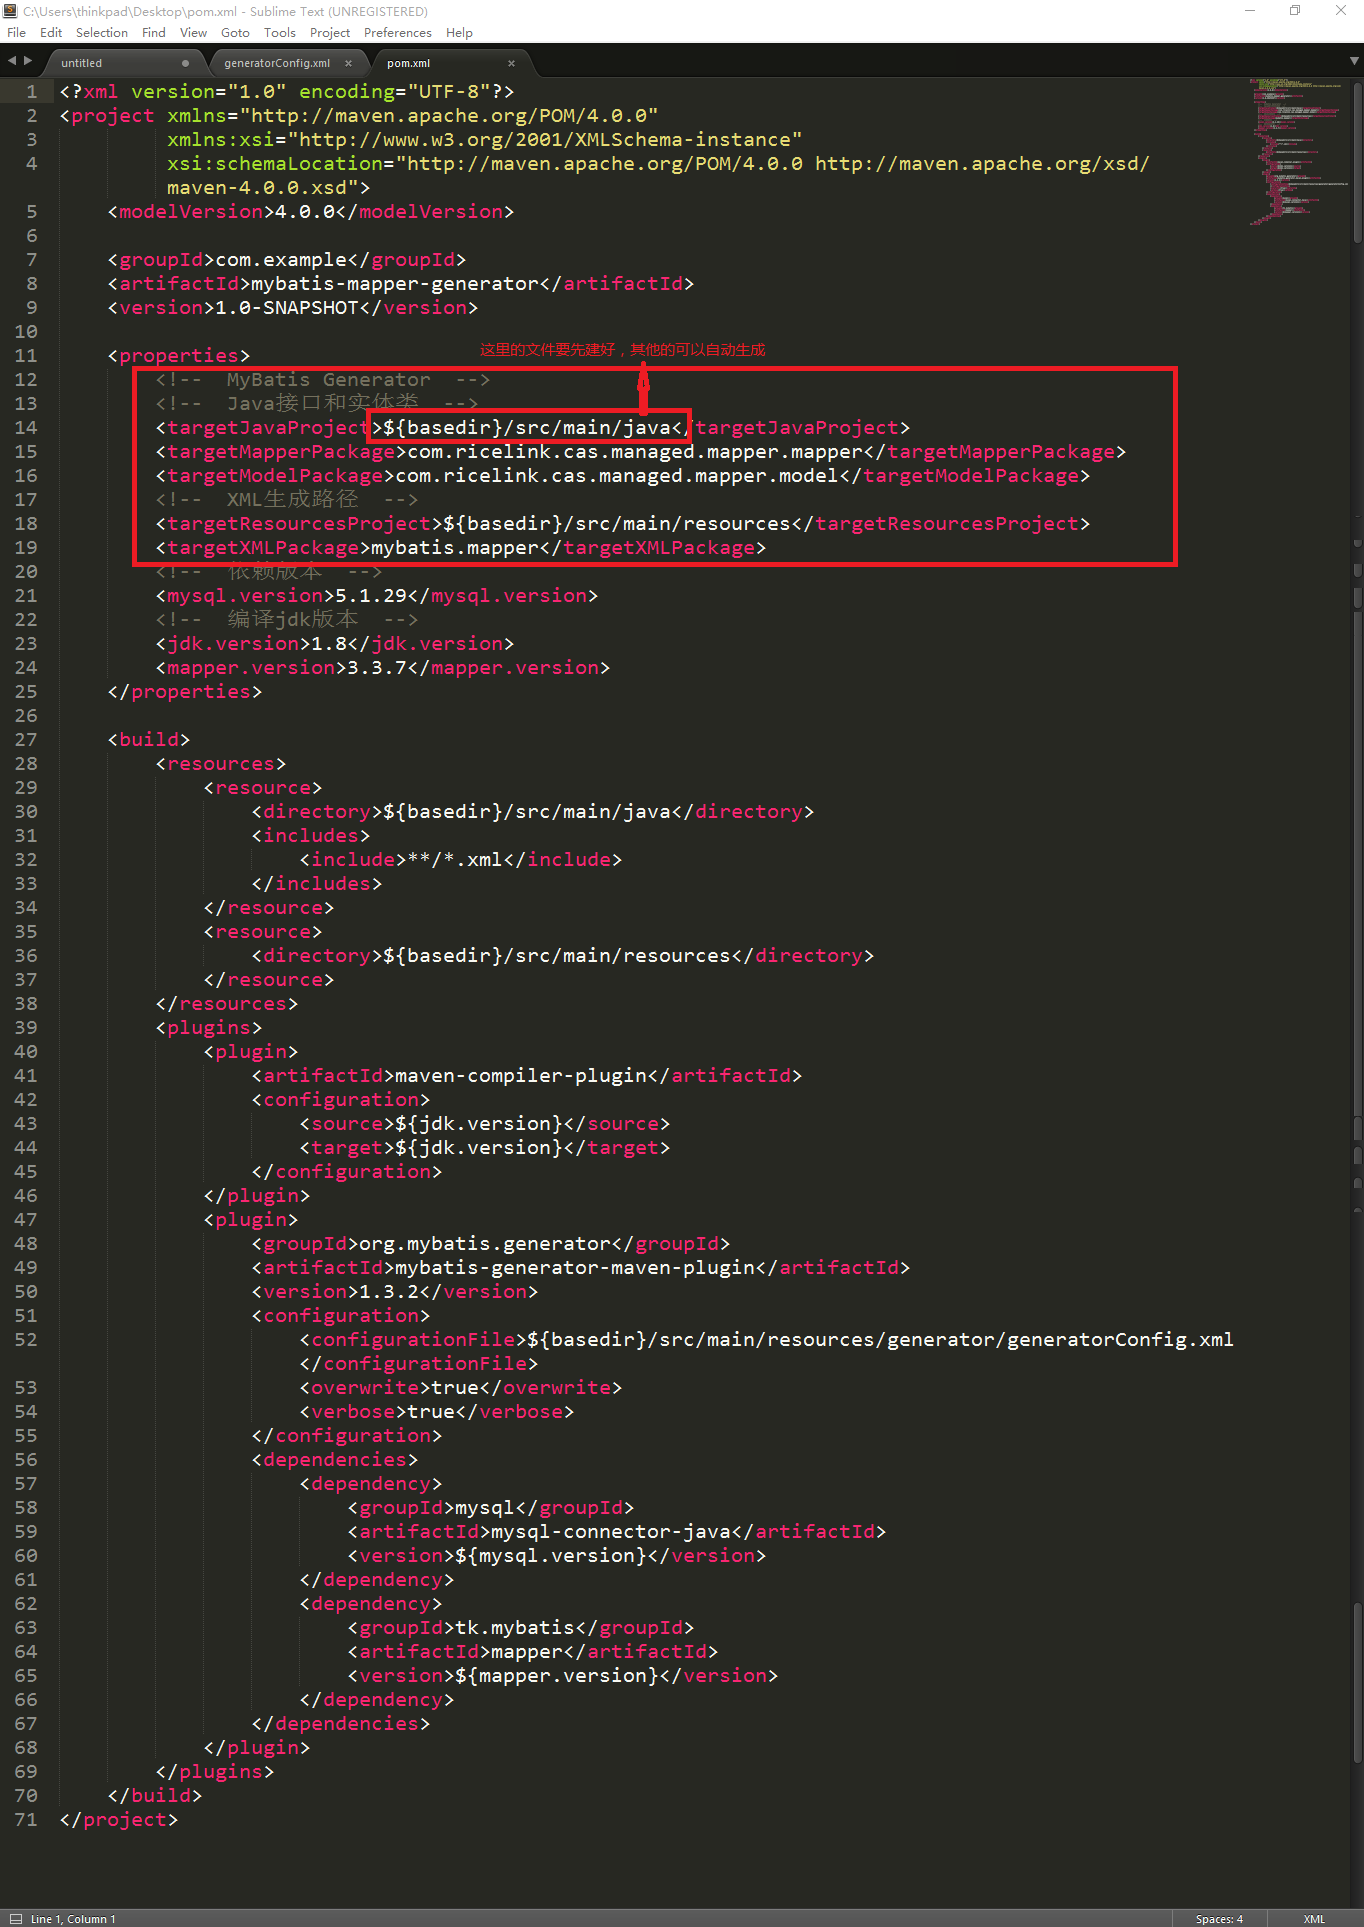 C:\Users\thinkpad\Desktop\pom.xml - Sublime Text (UNREGISTERED)
File Edit Selection Find View Goto Tools Project Preferences Help
untitled generatorConfig.xml pom.xml
1 <?xml version="1.0" encoding="UTF-8"?>
2 <project xmlns="http://maven.apache.org/POM/4.0.0"
3 xmlns:xsi="http://www.w3.org/2001/XMLSchema-instance"
4 xsi:schemaLocation="http://maven.apache.org/POM/4.0.0 http://maven.apache.org/xsd/
maven-4.0.0.xsd">
5 <modelVersion>4.0.0</modelVersion>
6
7 <groupId>com.example</groupId>
8 <artifactId>mybatis-mapper-generator</artifactId>
9 <version>1.0-SNAPSHOT</version>
10
这里的文件要先建好，其他的可以自动生成
11 <properties>
12 <!-- MyBatis Generator -->
13 <!-- Java接口和实体类 -->
14 <targetJavaProject>${basedir}/src/main/java</targetJavaProject>
15 <targetMapperPackage>com.ricelink.cas.managed.mapper.mapper</targetMapperPackage>
16 <targetModelPackage>com.ricelink.cas.managed.mapper.model</targetModelPackage>
17 <!-- XML生成路径 -->
18 <targetResourcesProject>${basedir}/src/main/resources</targetResourcesProject>
19 <targetXMLPackage>mybatis.mapper</targetXMLPackage>
20 <!-- 依赖版本 -->
21 <mysql.version>5.1.29</mysql.version>
22 <!-- 编译jdk版本 -->
23 <jdk.version>1.8</jdk.version>
24 <mapper.version>3.3.7</mapper.version>
25 </properties>
26
27 <build>
28 <resources>
29 <resource>
30 <directory>${basedir}/src/main/java</directory>
31 <includes>
32 <include>**/*.xml</include>
33 </includes>
34 </resource>
35 <resource>
36 <directory>${basedir}/src/main/resources</directory>
37 </resource>
38 </resources>
39 <plugins>
40 <plugin>
41 <artifactId>maven-compiler-plugin</artifactId>
42 <configuration>
43 <source>${jdk.version}</source>
44 <target>${jdk.version}</target>
45 </configuration>
46 </plugin>
47 <plugin>
48 <groupId>org.mybatis.generator</groupId>
49 <artifactId>mybatis-generator-maven-plugin</artifactId>
50 <version>1.3.2</version>
51 <configuration>
52 <configurationFile>${basedir}/src/main/resources/generator/generatorConfig.xml
</configurationFile>
53 <overwrite>true</overwrite>
54 <verbose>true</verbose>
55 </configuration>
56 <dependencies>
57 <dependency>
58 <groupId>mysql</groupId>
59 <artifactId>mysql-connector-java</artifactId>
60 <version>${mysql.version}</version>
61 </dependency>
62 <dependency>
63 <groupId>tk.mybatis</groupId>
64 <artifactId>mapper</artifactId>
65 <version>${mapper.version}</version>
66 </dependency>
67 </dependencies>
68 </plugin>
69 </plugins>
70 </build>
71 </project>
Line 1, Column 1 Spaces: 4 XML